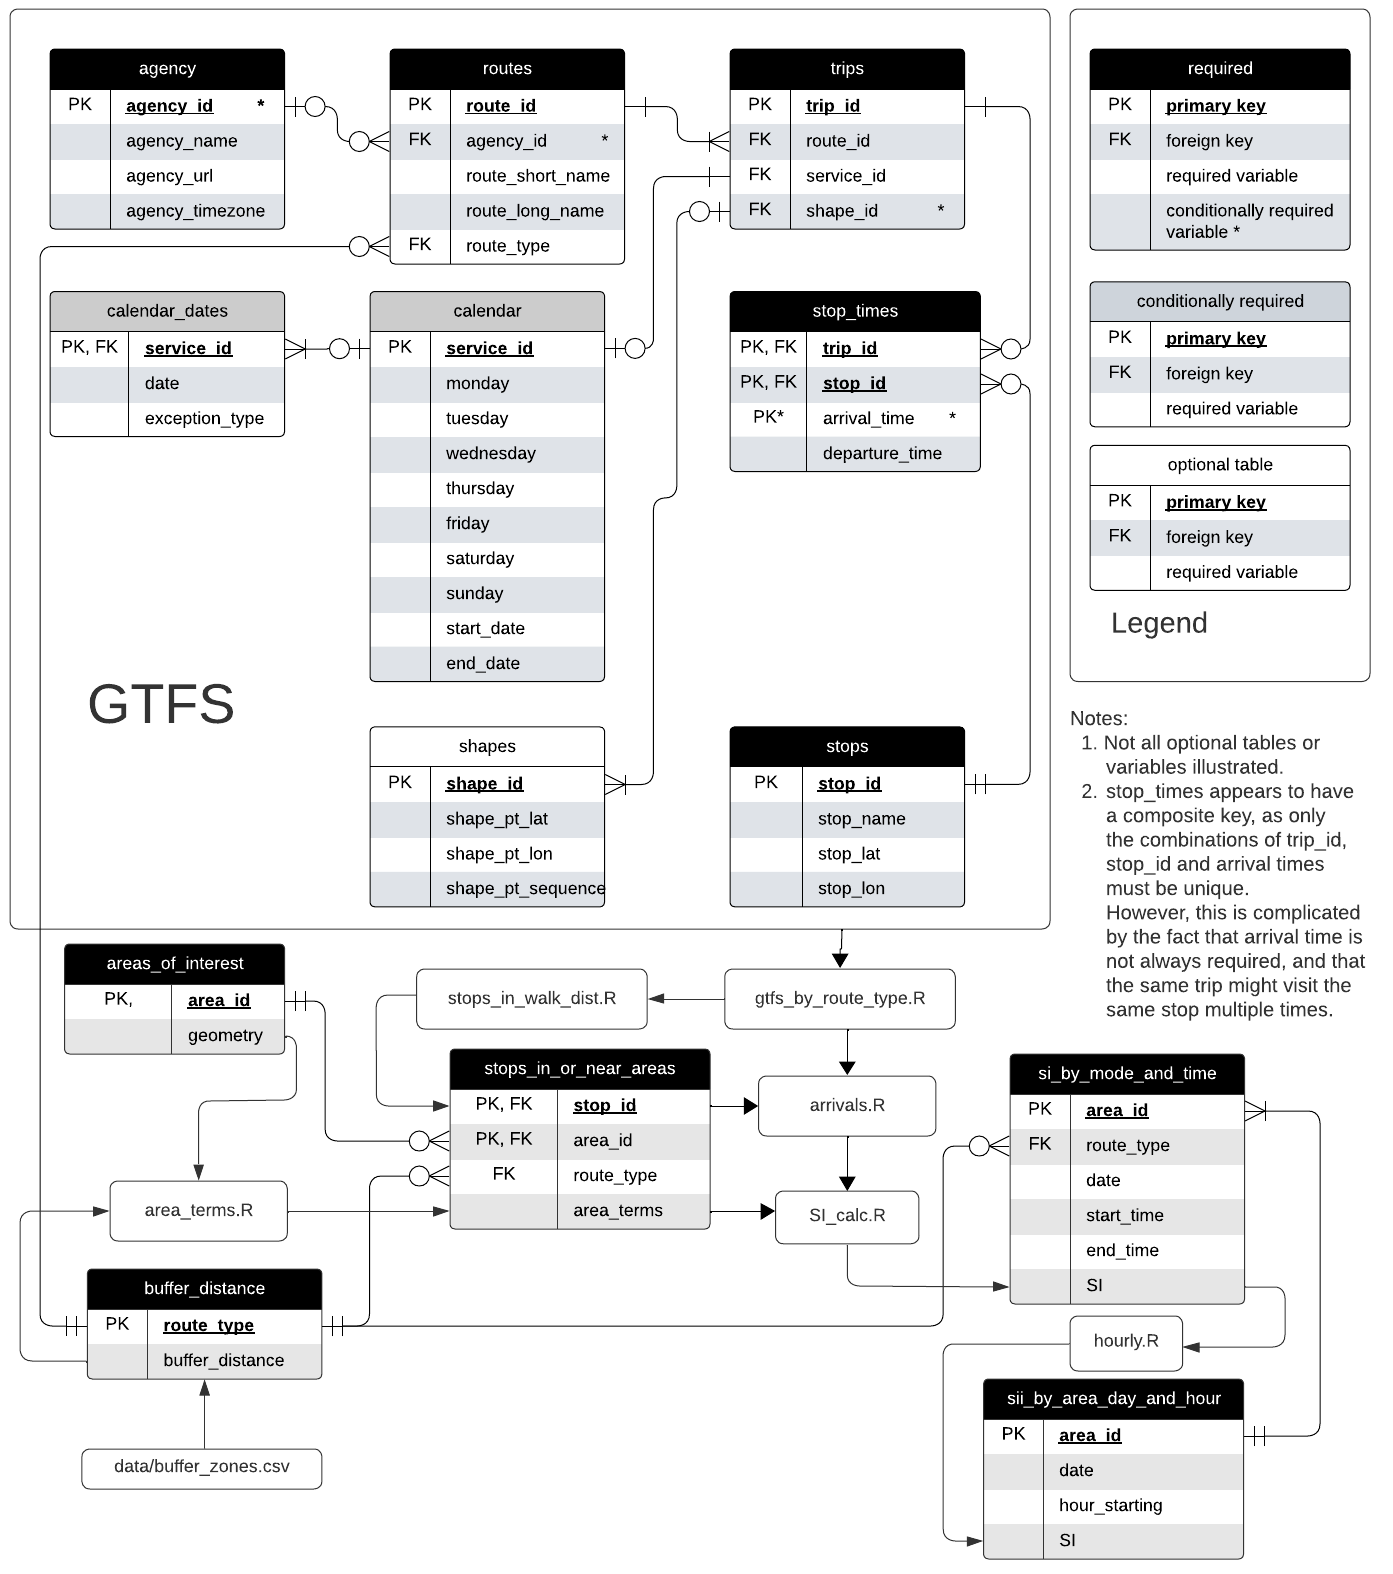 agency
PK agency_id *
agency_name
agency_url
agency_timezone
routes
PK route_id
FK agency_id *
route_short_name
route_long_name
FK route_type
trips
PK trip_id
FK route_id
FK service_id
FK shape_id *
required
PK primary key
FK foreign key
required variable
conditionally required
variable *
calendar_dates
PK, FK service_id
date
exception_type
calendar
PK service_id
monday
tuesday
wednesday
thursday
friday
saturday
sunday
start_date
end_date
stop_times
PK, FK trip_id
PK, FK stop_id
PK* arrival_time *
departure_time
conditionally required
PK primary key
FK foreign key
required variable
optional table
PK primary key
FK foreign key
required variable
Legend
GTFS
shapes
PK shape_id
shape_pt_lat
shape_pt_lon
shape_pt_sequence
stops
PK stop_id
stop_name
stop_lat
stop_lon
Notes:
1. Not all optional tables or
variables illustrated.
2. stop_times appears to have
a composite key, as only
the combinations of trip_id,
stop_id and arrival times
must be unique.
However, this is complicated
by the fact that arrival time is
not always required, and that
the same trip might visit the
same stop multiple times.
areas_of_interest
PK, area_id
geometry
stops_in_walk_dist.R
gtfs_by_route_type.R
stops_in_or_near_areas
PK, FK stop_id
PK, FK area_id
FK route_type
area_terms
arrivals.R
SI_calc.R
si_by_mode_and_time
PK area_id
FK route_type
date
start_time
end_time
SI
area_terms.R
buffer_distance
PK route_type
buffer_distance
data/buffer_zones.csv
hourly.R
sii_by_area_day_and_hour
PK area_id
date
hour_starting
SI